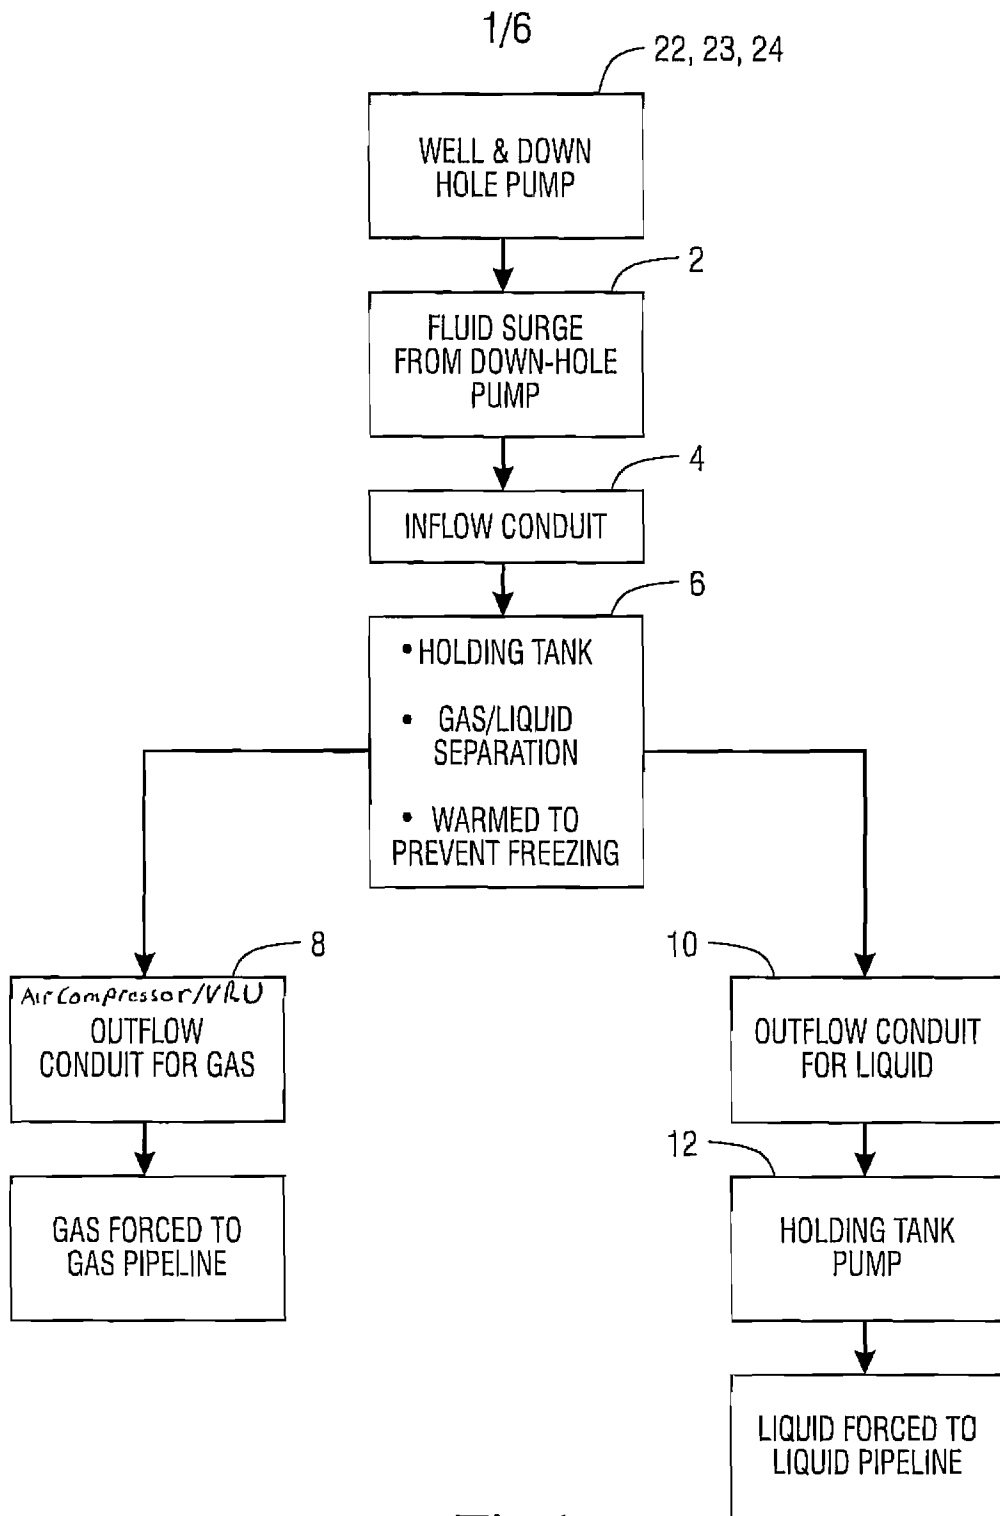 1/6
22, 23, 24
WELL & DOWN
HOLE PUMP
2
FLUID SURGE
FROM DOWN-HOLE
PUMP
4
INFLOW CONDUIT
6
• HOLDING TANK
• GAS/LIQUID
SEPARATION
• WARMED TO
PREVENT FREEZING
8
Air Compressor/VRU
OUTFLOW
CONDUIT FOR GAS
GAS FORCED TO
GAS PIPELINE
10
OUTFLOW CONDUIT
FOR LIQUID
12
HOLDING TANK
PUMP
LIQUID FORCED TO
LIQUID PIPELINE